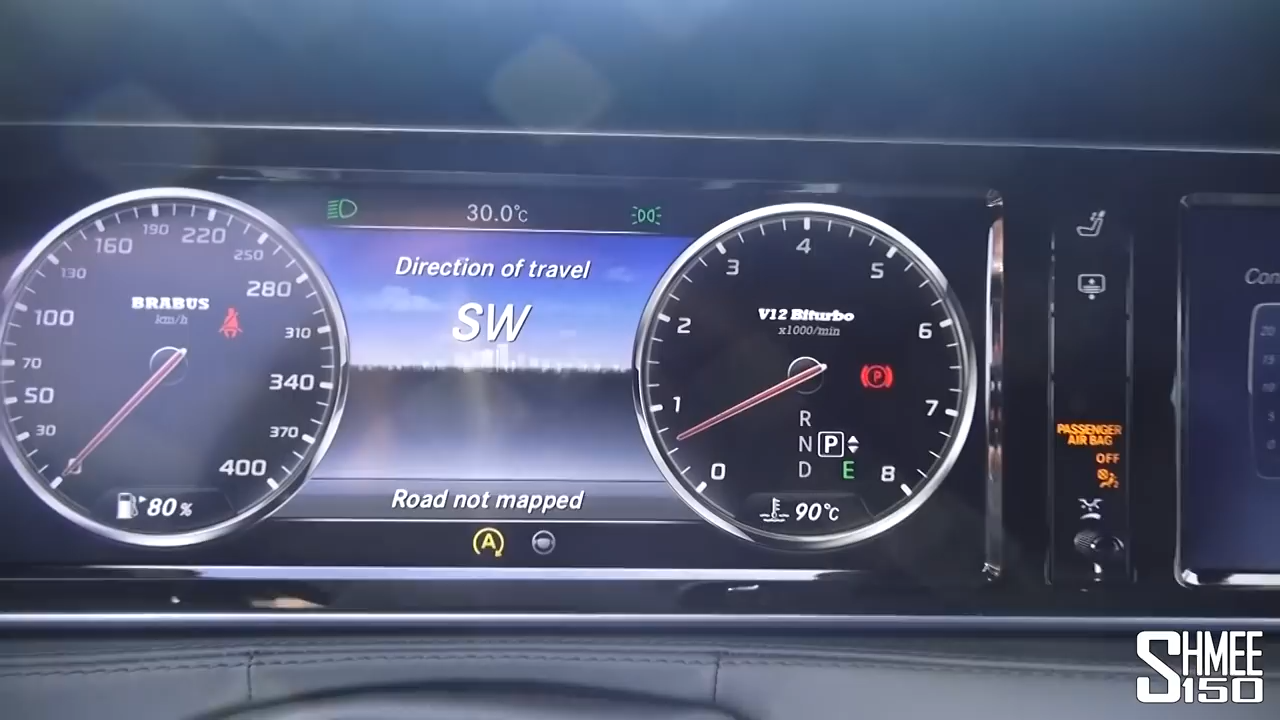 30.0°C
Direction of travel
SW
Road not mapped
BRABUS
km/h
30
50
70
100
130
160
190
220
250
280
310
340
370
400
80 %
V12 Biturbo
x1000/min
0
1
2
3
4
5
6
7
8
P
R
N P
D E
90°C
A
PASSENGER
AIR BAG
OFF
SHMEE
150